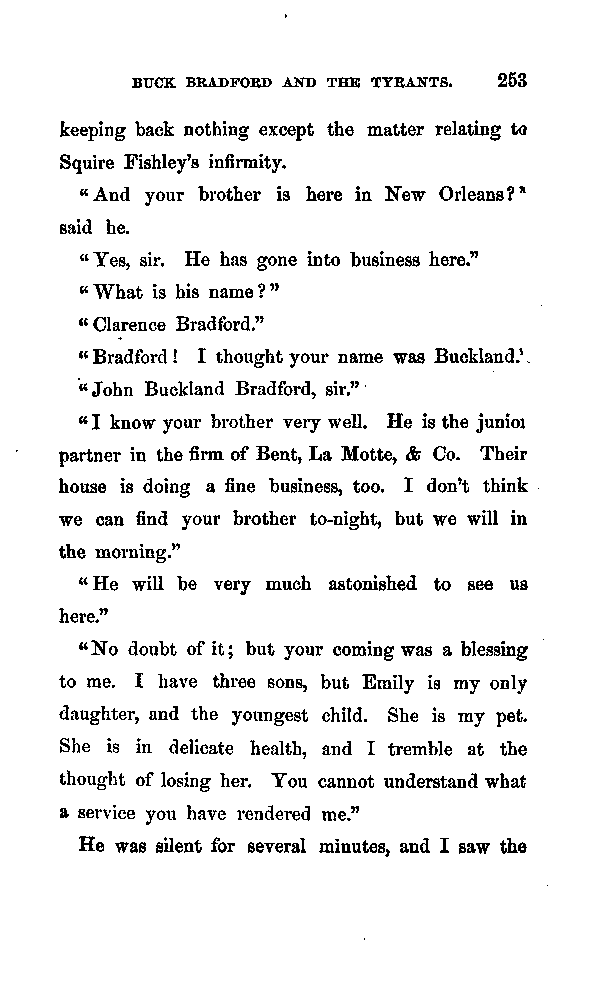 BUCK BRADFORD AND THE TYRANTS. 253
keeping back nothing except the matter relating to
Squire Fishley's infirmity.
"And your brother is here in New Orleans?"
said he.
"Yes, sir. He has gone into business here."
"What is his name?"
"Clarence Bradford."
"Bradford! I thought your name was Buckland.'
"John Buckland Bradford, sir."
"I know your brother very well. He is the junior
partner in the firm of Bent, La Motte, & Co. Their
house is doing a fine business, too. I don't think
we can find your brother to-night, but we will in
the morning."
"He will be very much astonished to see us
here."
"No doubt of it; but your coming was a blessing
to me. I have three sons, but Emily is my only
daughter, and the youngest child. She is my pet.
She is in delicate health, and I tremble at the
thought of losing her. You cannot understand what
a service you have rendered me."
He was silent for several minutes, and I saw the